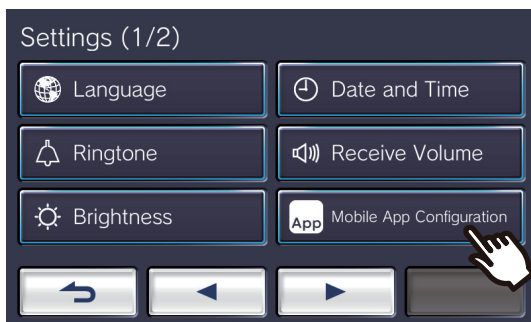 Settings (1/2)
Language
Date and Time
Ringtone
Receive Volume
Brightness
App Mobile App Configuration